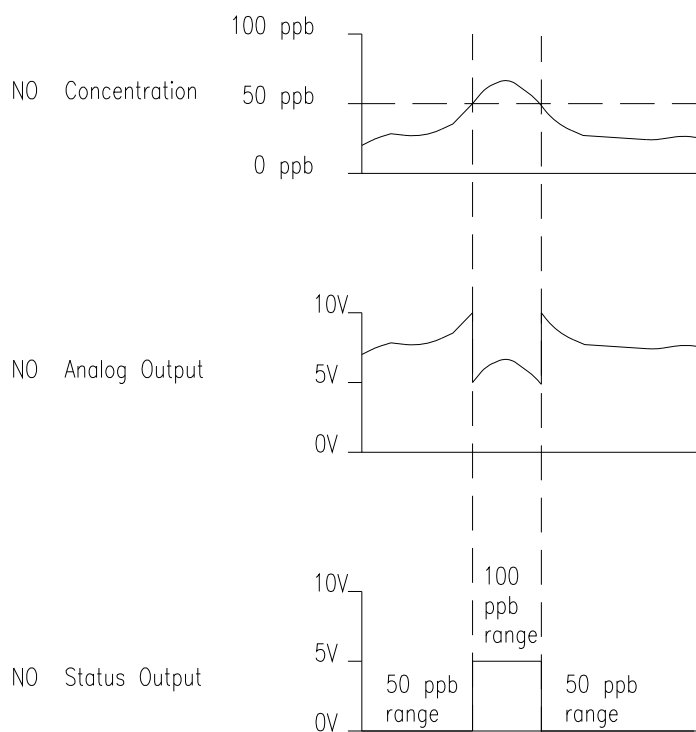 100 ppb
NO Concentration
50 ppb
0 ppb
10V
NO Analog Output
5V
0V
10V
100
ppb
range
5V
NO Status Output
50 ppb
range
50 ppb
range
0V